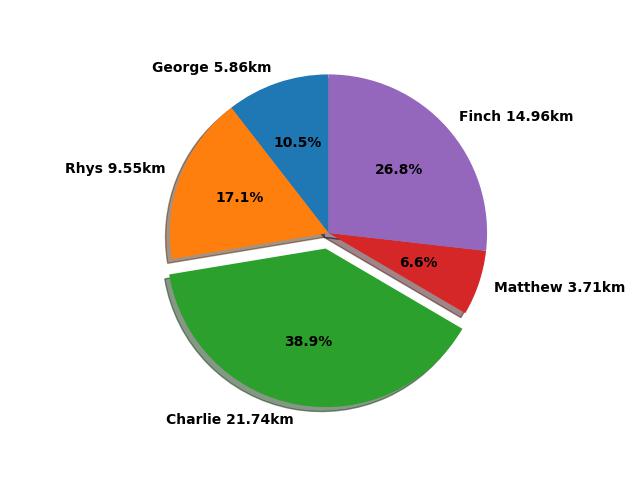 George 5.86km
Finch 14.96km
10.5%
Rhys 9.55km
26.8%
17.1%
6.6%
Matthew 3.71km
38.9%
Charlie 21.74km